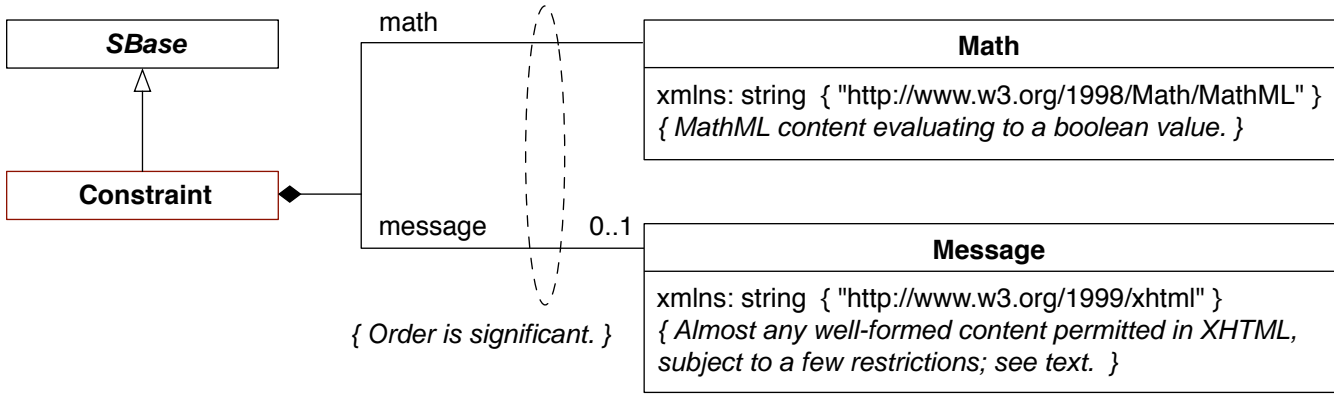 SBase
Constraint
math
message
0..1
{ Order is significant. }
Math
xmlns: string { "http://www.w3.org/1998/Math/MathML" }
{ MathML content evaluating to a boolean value. }
Message
xmlns: string { "http://www.w3.org/1999/xhtml" }
{ Almost any well-formed content permitted in XHTML,
subject to a few restrictions; see text. }